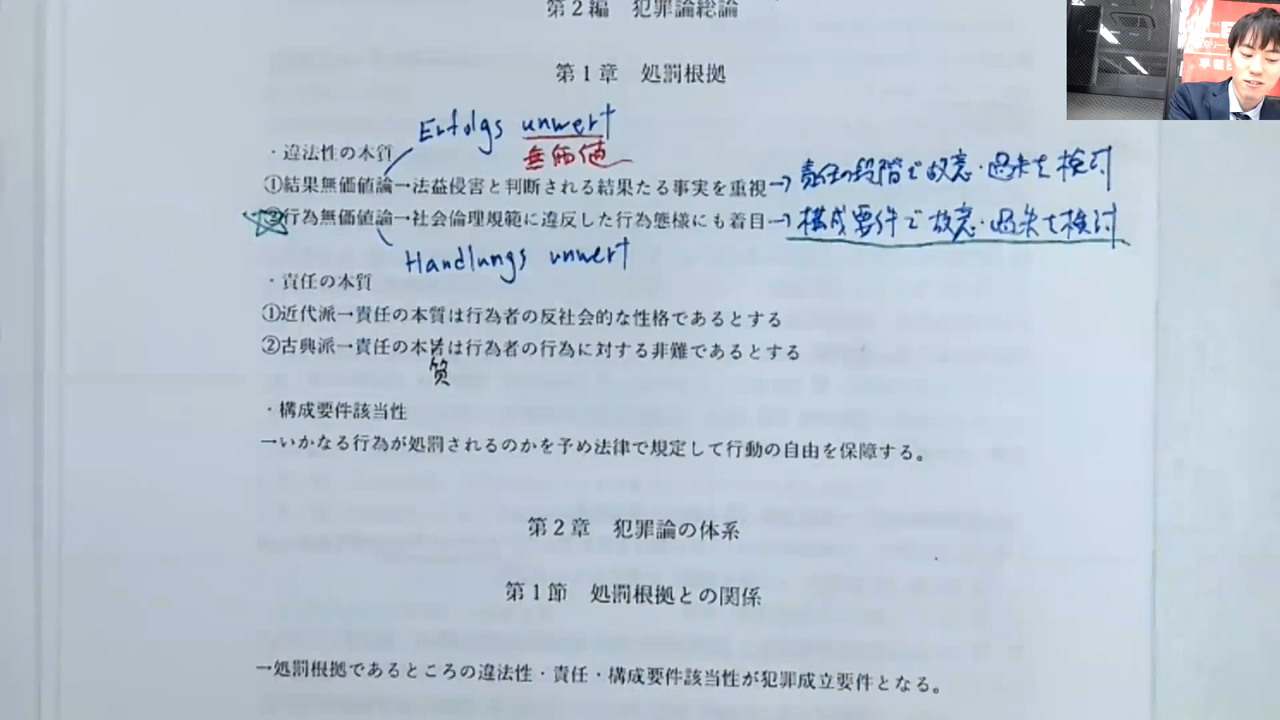 第2編 犯罪論総論
第1章 処罰根拠
Erfolgs unwert
無価値
・違法性の本質
①結果無価値論→法益侵害と判断される結果たる事実を重視→責任の段階で故意・過失を検討
②行為無価値論→社会倫理規範に違反した行為態様にも着目→構成要件で故意・過失を検討
Handlungs unwert
・責任の本質
①近代派→責任の本質は行為者の反社会的な性格であるとする
②古典派→責任の本は行為者の行為に対する非難であるとする
質
・構成要件該当性
→いかなる行為が処罰されるのかを予め法律で規定して行動の自由を保障する。
第2章 犯罪論の体系
第1節 処罰根拠との関係
→処罰根拠であるところの違法性・責任・構成要件該当性が犯罪成立要件となる。